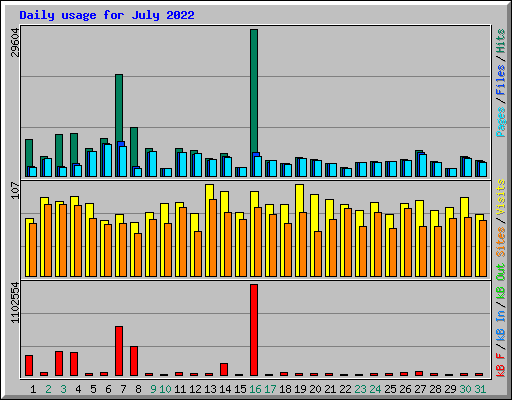 Daily usage for July 2022
29604
Pages/Files/Hits
107
Sites/Visits
1102554
kB F/kB In/kB Out
1 2 3 4 5 6 7 8 9 10 11 12 13 14 15 16 17 18 19 20 21 22 23 24 25 26 27 28 29 30 31